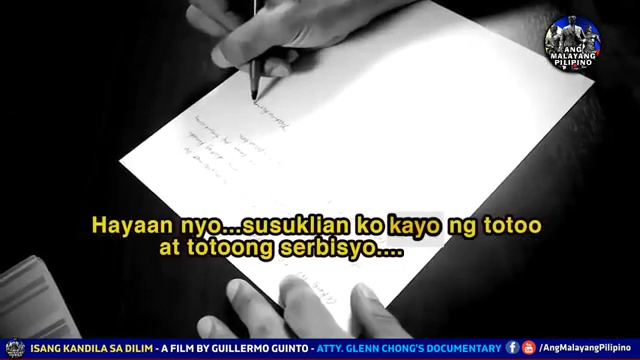 ANG
MALAYANG
PILIPINO
Hayaan nyo...susuklian ko kayo ng totoo
at totoong serbisyo....
ISANG KANDILA SA DILIM - A FILM BY GUILLERMO GUINTO - ATTY. GLENN CHONG'S DOCUMENTARY
/AngMalayangPilipino